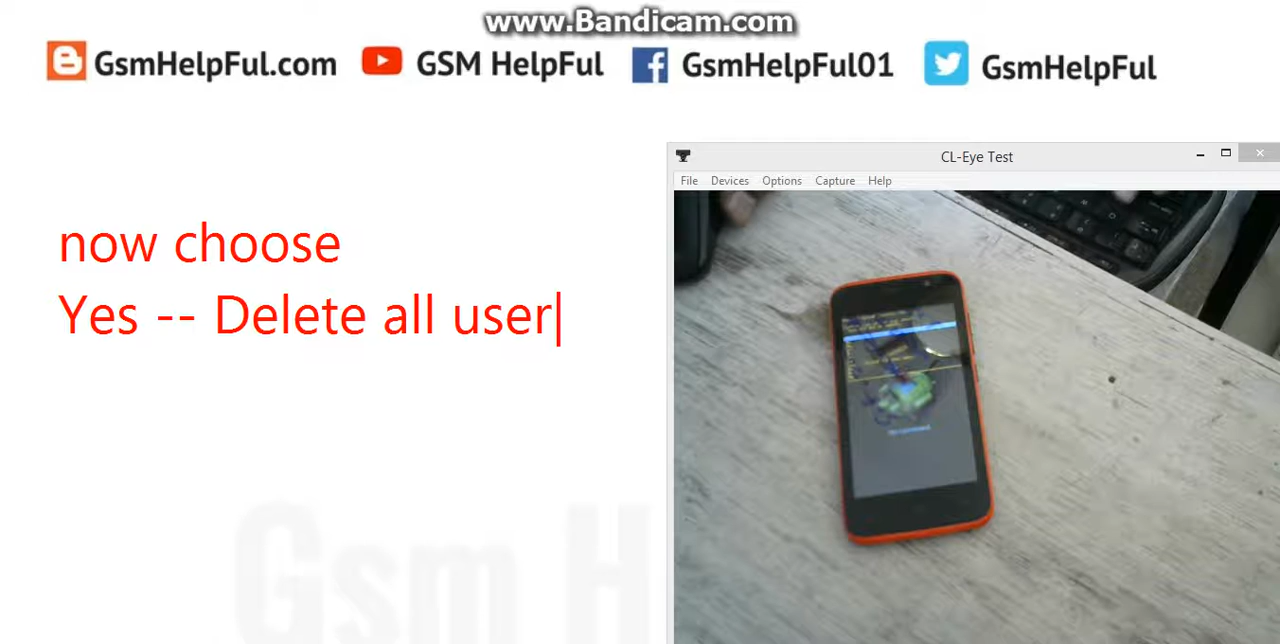 www.Bandicam.com
GsmHelpFul.com GSM HelpFul GsmHelpFul01 GsmHelpFul
CL-Eye Test
File Devices Options Capture Help
now choose
Yes -- Delete all user
Gsm H